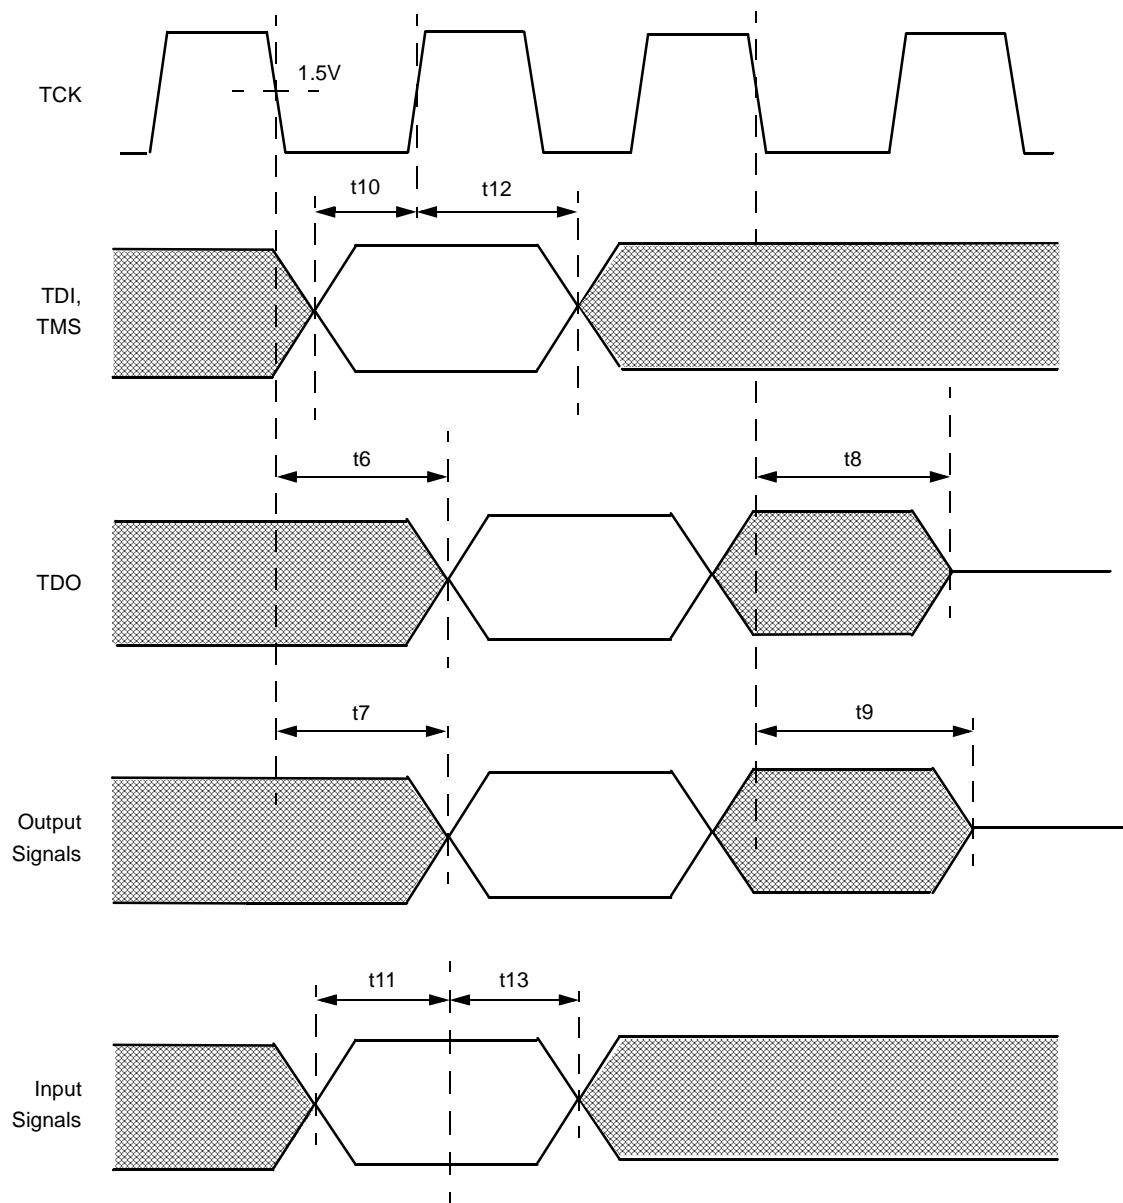 1.5V
TCK
t10
t12
TDI,
TMS
t6
t8
TDO
t7
t9
Output
Signals
t11
t13
Input
Signals